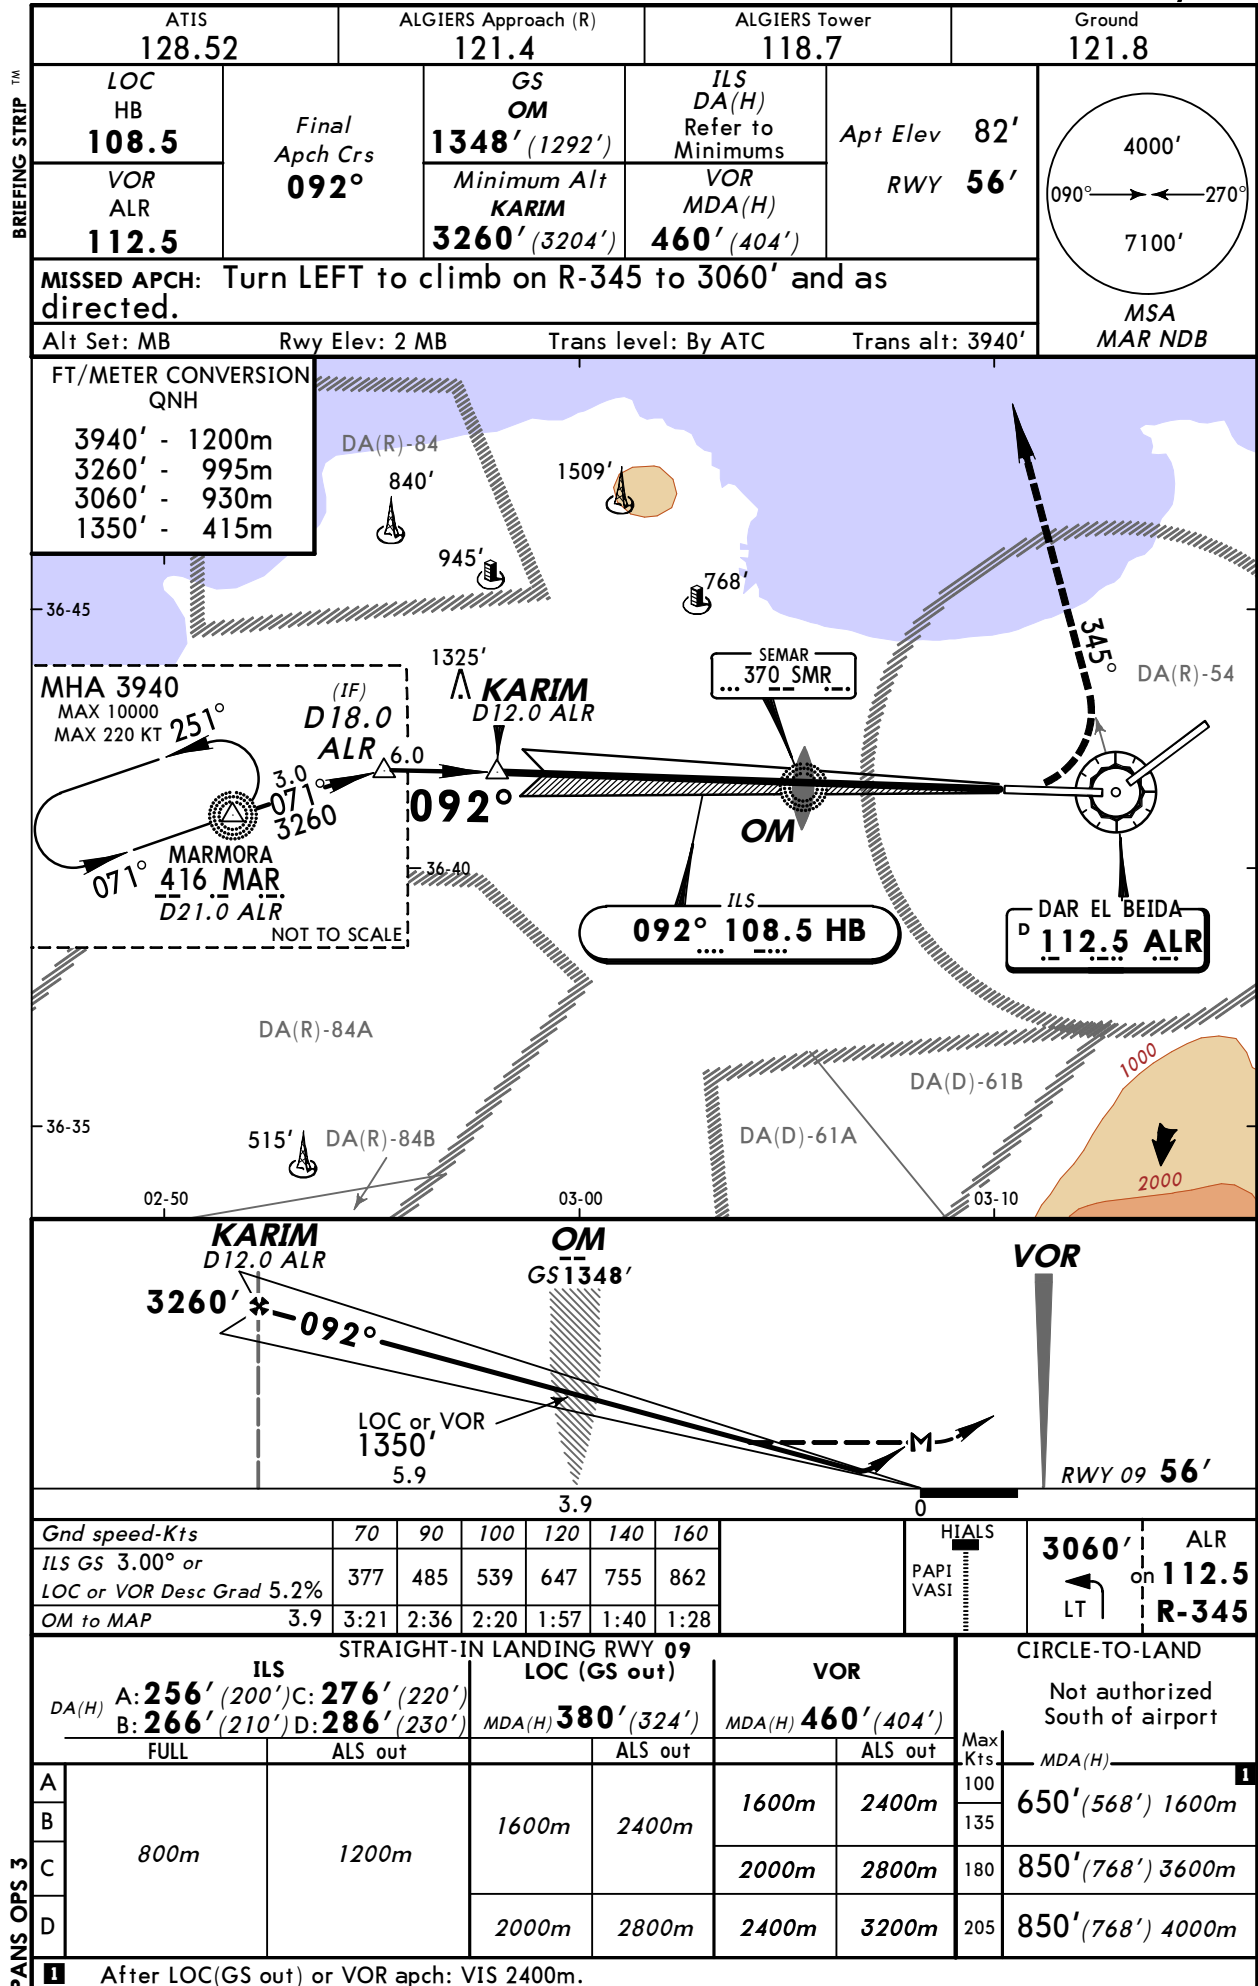 ATIS
128.52
ALGIERS Approach (R)
121.4
ALGIERS Tower
118.7
Ground
121.8
BRIEFING STRIP TM
LOC
HB
108.5
Final
Apch Crs
092°
GS
OM
1348' (1292')
ILS
DA(H)
Refer to
Minimums
Apt Elev 82'
RWY 56'
VOR
ALR
112.5
Minimum Alt
KARIM
3260' (3204')
VOR
MDA(H)
460' (404')
4000'
090° 270°
7100'
MSA
MAR NDB
MISSED APCH: Turn LEFT to climb on R-345 to 3060' and as
directed.
Alt Set: MB Rwy Elev: 2 MB Trans level: By ATC Trans alt: 3940'
FT/METER CONVERSION
QNH
3940' - 1200m
3260' - 995m
3060' - 930m
1350' - 415m
DA(R)-84
840'
1509'
945'
768'
36-45
345°
DA(R)-54
MHA 3940
MAX 10000
MAX 220 KT
251°
(IF)
D18.0
ALR
6.0
1325'
KARIM
D12.0 ALR
SEMAR
370 SMR
3.0
071°
3260
092°
OM
071°
MARMORA
416 MAR
D21.0 ALR
NOT TO SCALE
36-40
ILS
092° 108.5 HB
DAR EL BEIDA
D 112.5 ALR
DA(R)-84A
DA(D)-61B
1000
36-35
515'
DA(R)-84B
DA(D)-61A
2000
02-50
03-00
03-10
KARIM
D12.0 ALR
OM
GS 1348'
VOR
3260'
092°
LOC or VOR
1350'
M
5.9
3.9
0
RWY 09 56'
Gnd speed-Kts 70 90 100 120 140 160
ILS GS 3.00° or
LOC or VOR Desc Grad 5.2% 377 485 539 647 755 862
OM to MAP 3.9 3:21 2:36 2:20 1:57 1:40 1:28
HIALS
PAPI
VASI
3060'
LT
on
ALR
112.5
R-345
STRAIGHT-IN LANDING RWY 09
CIRCLE-TO-LAND
ILS
DA(H) A: 256' (200') C: 276' (220')
B: 266' (210') D: 286' (230')
LOC (GS out)
MDA(H) 380' (324')
VOR
MDA(H) 460' (404')
Not authorized
South of airport
FULL ALS out ALS out ALS out
Max
Kts
MDA(H)
1
A
B
C
D
800m
1200m
1600m 2400m
2000m 2800m
1600m 2400m
2000m 2800m
2400m 3200m
100
135
650' (568') 1600m
180 850' (768') 3600m
205 850' (768') 4000m
PANS OPS 3
1 After LOC(GS out) or VOR apch: VIS 2400m.